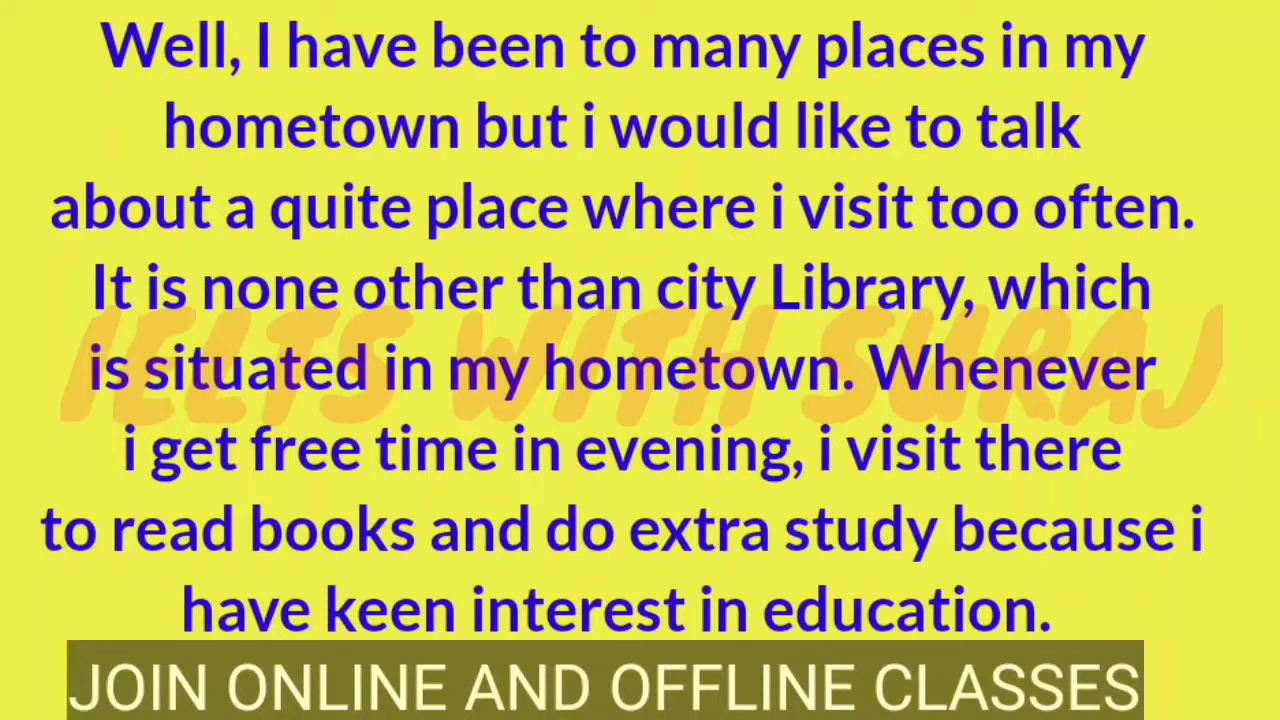 Well, I have been to many places in my
hometown but i would like to talk
about a quite place where i visit too often.
It is none other than city Library, which
is situated in my hometown. Whenever
i get free time in evening, i visit there
to read books and do extra study because i
have keen interest in education.
IELTS WITH SURAJ
JOIN ONLINE AND OFFLINE CLASSES